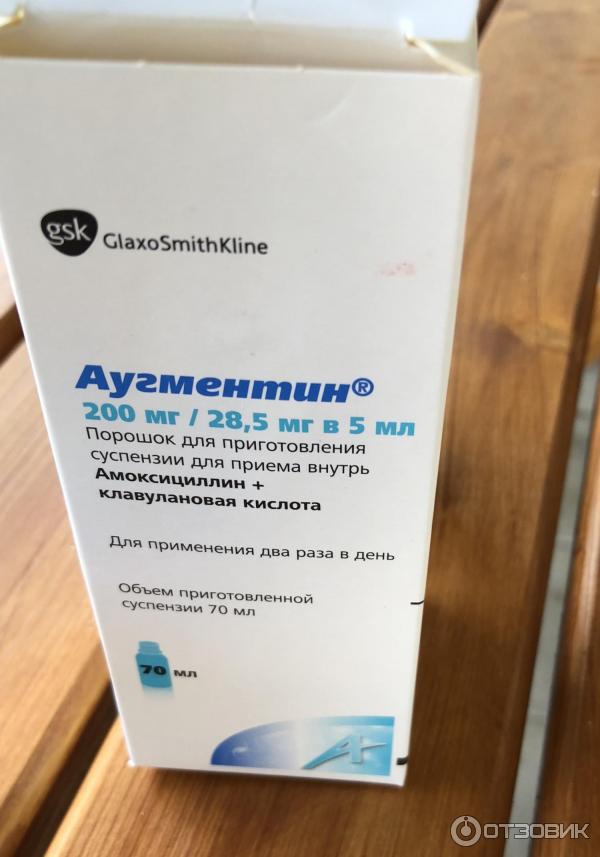 gsk
GlaxoSmithKline
Аугментин®
200 мг / 28,5 мг в 5 мл
Порошок для приготовления
суспензии для приема внутрь
Амоксициллин +
клавулановая кислота
Для применения два раза в день
Объем приготовленной
суспензии 70 мл
70 мл
A+
ОТЗОВИК